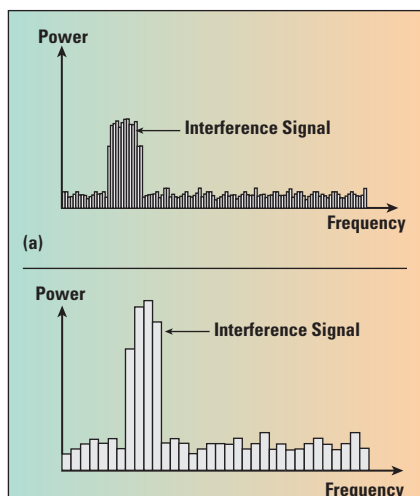 Power
Interference Signal
Frequency
(a)
Power
Interference Signal
Frequency